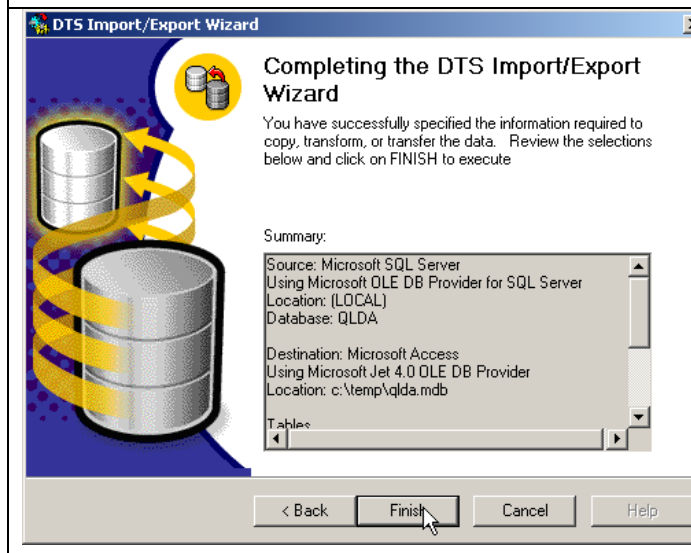 DTS Import/Export Wizard
Completing the DTS Import/Export
Wizard
You have successfully specified the information required to
copy, transform, or transfer the data. Review the selections
below and click on FINISH to execute
Summary:
Source: Microsoft SQL Server
Using Microsoft OLE DB Provider for SQL Server
Location: (LOCAL)
Database: QLDA
Destination: Microsoft Access
Using Microsoft Jet 4.0 OLE DB Provider
Location: c:\temp\qlda.mdb
Tables
< Back Finish Cancel Help